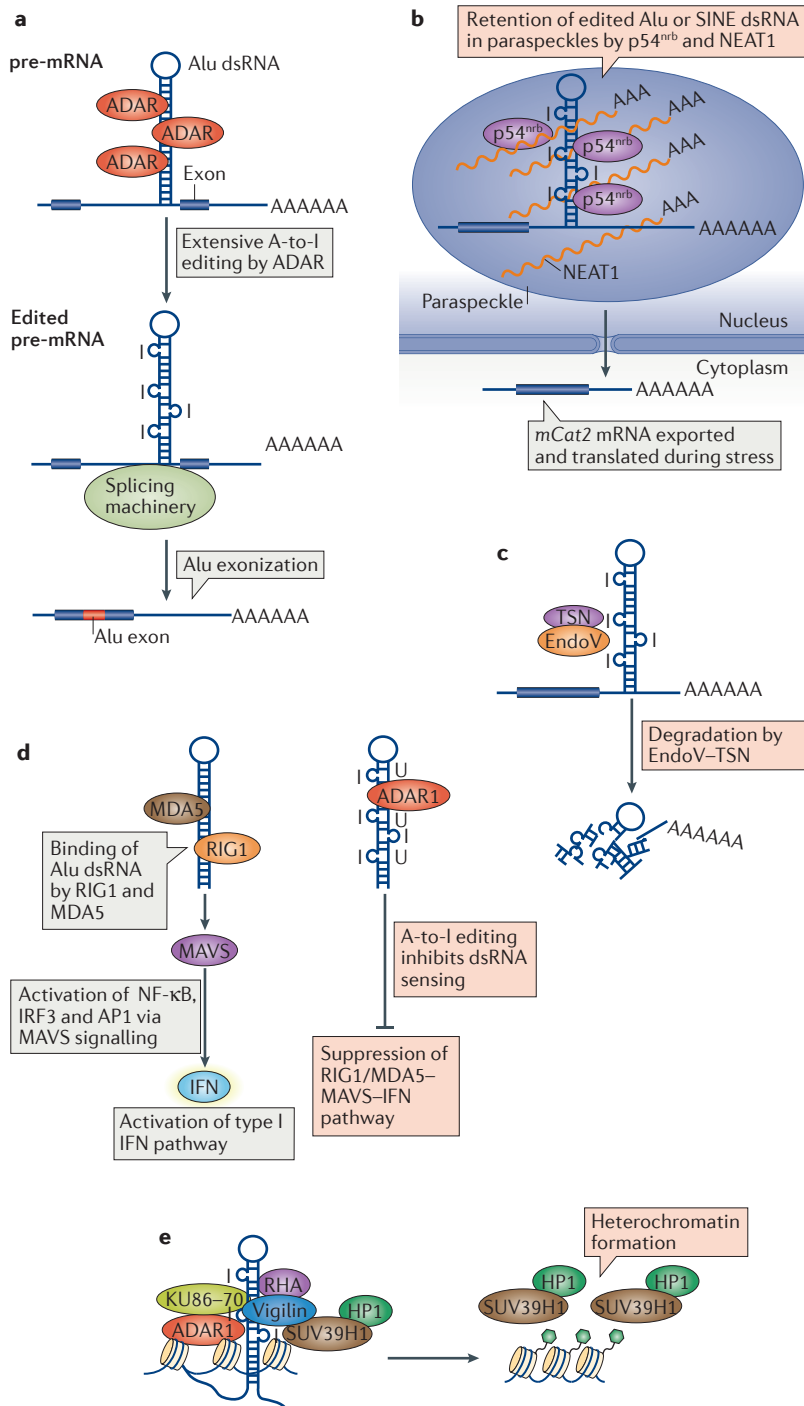 a
pre-mRNA
Alu dsRNA
ADAR
ADAR
ADAR
Exon
AAAAAA
Extensive A-to-I
editing by ADAR
Edited
pre-mRNA
I
I
I
I
AAAAAA
Splicing
machinery
Alu exonization
AAAAAA
Alu exon
b
Retention of edited Alu or SINE dsRNA
in paraspeckles by p54nrb and NEAT1
I
AAA
p54nrb
AAA
I
p54nrb
AAA
I
I
p54nrb
AAA
AAAAAA
NEAT1
Paraspeckle
Nucleus
Cytoplasm
AAAAAA
mCat2 mRNA exported
and translated during stress
c
I
TSN
I
EndoV
I
I
AAAAAA
Degradation by
EndoV–TSN
AAAAAA
d
MDA5
RIG1
Binding of
Alu dsRNA
by RIG1 and
MDA5
MAVS
Activation of NF-κB,
IRF3 and AP1 via
MAVS signalling
IFN
Activation of type I
IFN pathway
I
U
ADAR1
I
U
I
I
U
A-to-I editing
inhibits dsRNA
sensing
Suppression of
RIG1/MDA5–
MAVS–IFN
pathway
e
I
RHA
KU86–70
Vigilin
HP1
ADAR1
I
SUV39H1
Heterochromatin
formation
HP1
HP1
SUV39H1
SUV39H1